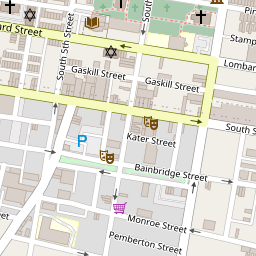 Pin
Stamp
ard Street
Lombar
South 5th Street
South
Gaskill Street
Gaskill Street
South S
Kater Street
P
Bainbridge Street
Monroe Street
Pemberton Street